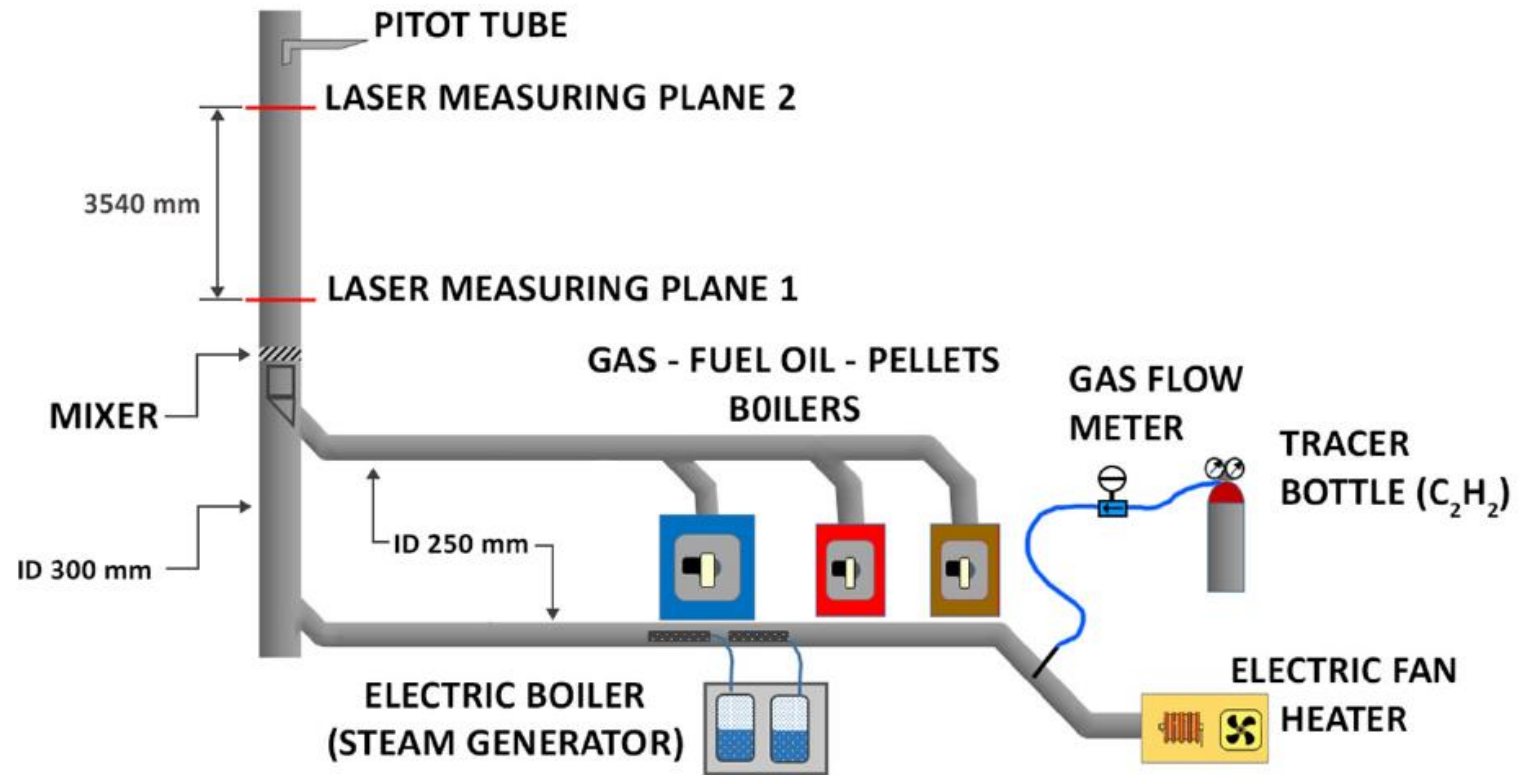 PITOT TUBE
LASER MEASURING PLANE 2
3540 mm
LASER MEASURING PLANE 1
GAS - FUEL OIL - PELLETS
B0ILERS
MIXER
GAS FLOW
METER
TRACER
BOTTLE (C₂H₂)
ID 250 mm
ID 300 mm
ELECTRIC BOILER
(STEAM GENERATOR)
ELECTRIC FAN
HEATER